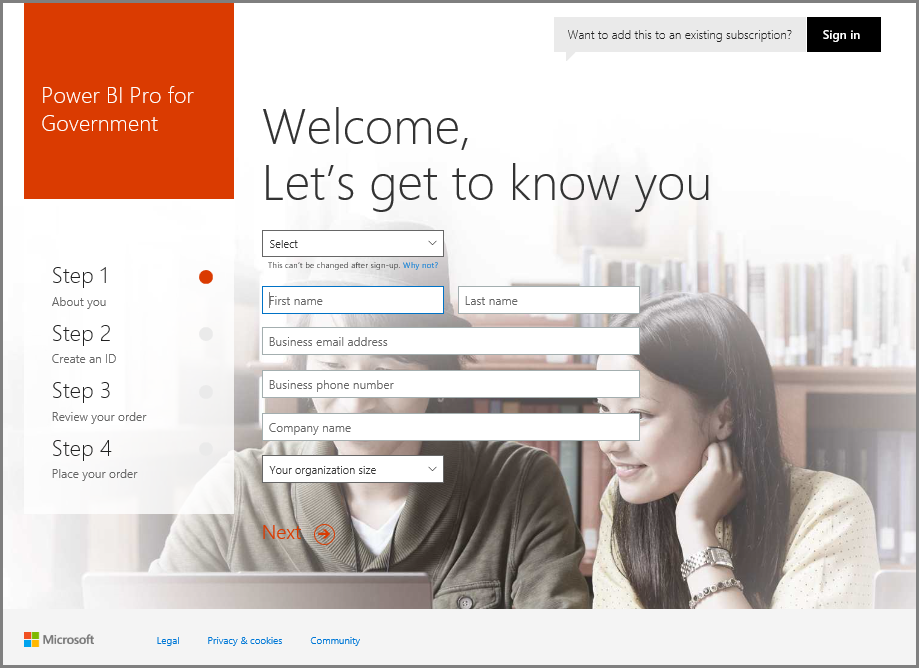 Want to add this to an existing subscription?
Sign in
Power BI Pro for
Government
Welcome,
Let's get to know you
Step 1
About you
Step 2
Create an ID
Step 3
Review your order
Step 4
Place your order
Select
This can't be changed after sign-up. Why not?
First name
Last name
Business email address
Business phone number
Company name
Your organization size
Next
Microsoft
Legal
Privacy & cookies
Community